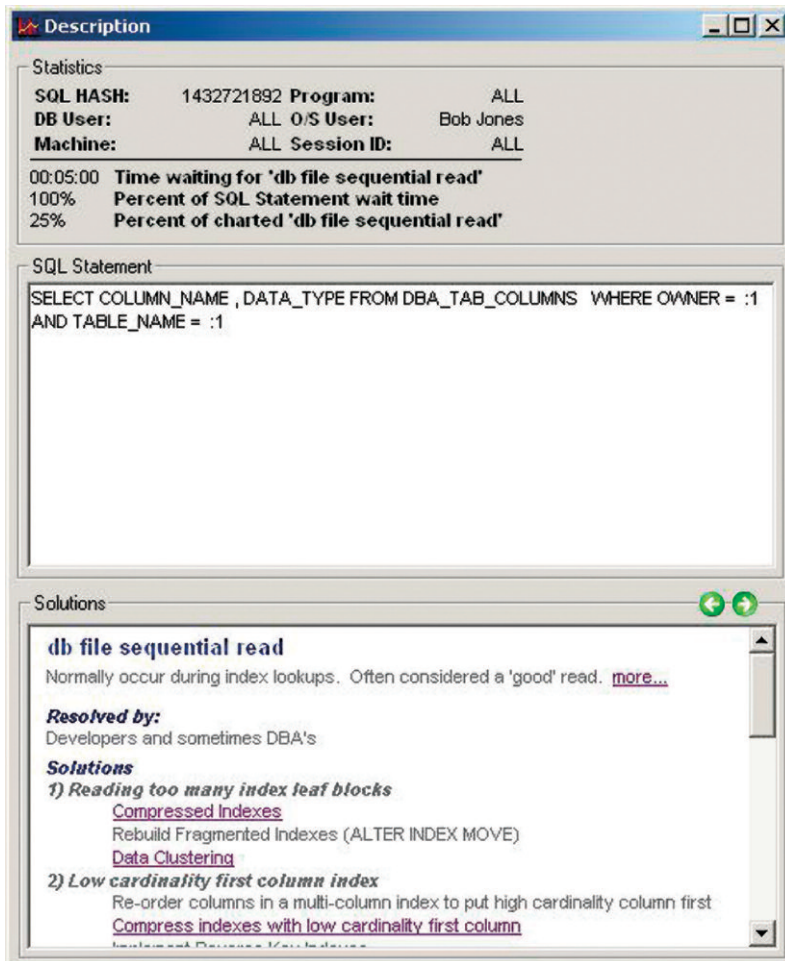 Description
Statistics
SQL HASH: 1432721892 Program: ALL
DB User: ALL O/S User: Bob Jones
Machine: ALL Session ID: ALL
00:05:00 Time waiting for 'db file sequential read'
100% Percent of SQL Statement wait time
25% Percent of charted 'db file sequential read'
SQL Statement
SELECT COLUMN_NAME , DATA_TYPE FROM DBA_TAB_COLUMNS WHERE OWNER = :1
AND TABLE_NAME = :1
Solutions
db file sequential read
Normally occur during index lookups. Often considered a 'good' read. more...
Resolved by:
Developers and sometimes DBA's
Solutions
1) Reading too many index leaf blocks
Compressed Indexes
Rebuild Fragmented Indexes (ALTER INDEX MOVE)
Data Clustering
2) Low cardinality first column index
Re-order columns in a multi-column index to put high cardinality column first
Compress indexes with low cardinality first column